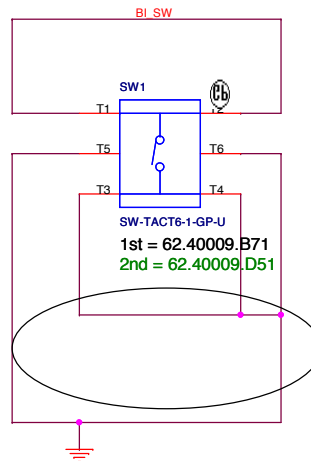 BI_SW
SW1
T1
T2
T5
T6
T3
T4
SW-TACT6-1-GP-U
1st = 62.40009.B71
2nd = 62.40009.D51